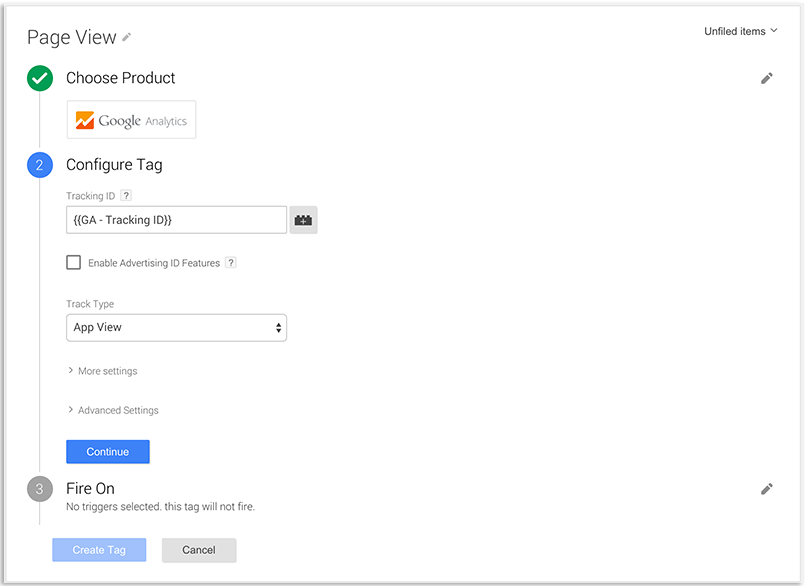 Page View
Unfiled items
Choose Product
Google Analytics
2
Configure Tag
Tracking ID ?
{{GA - Tracking ID}}
Enable Advertising ID Features ?
Track Type
App View
More settings
Advanced Settings
Continue
3
Fire On
No triggers selected. this tag will not fire.
Create Tag
Cancel